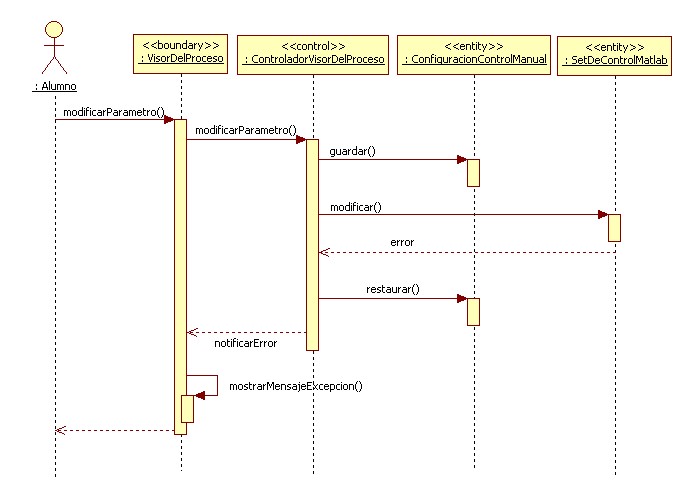 <<boundary>>
: VisorDelProceso
<<control>>
: ControladorVisorDelProceso
<<entity>>
: ConfiguracionControlManual
<<entity>>
: SetDeControlMatlab
: Alumno
modificarParametro()
modificarParametro()
guardar()
modificar()
error
restaurar()
notificarError
mostrarMensajeExcepcion()